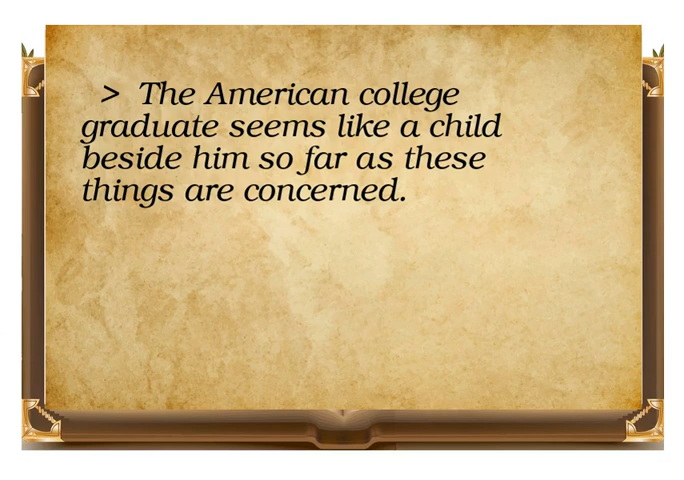 > The American college
graduate seems like a child
beside him so far as these
things are concerned.